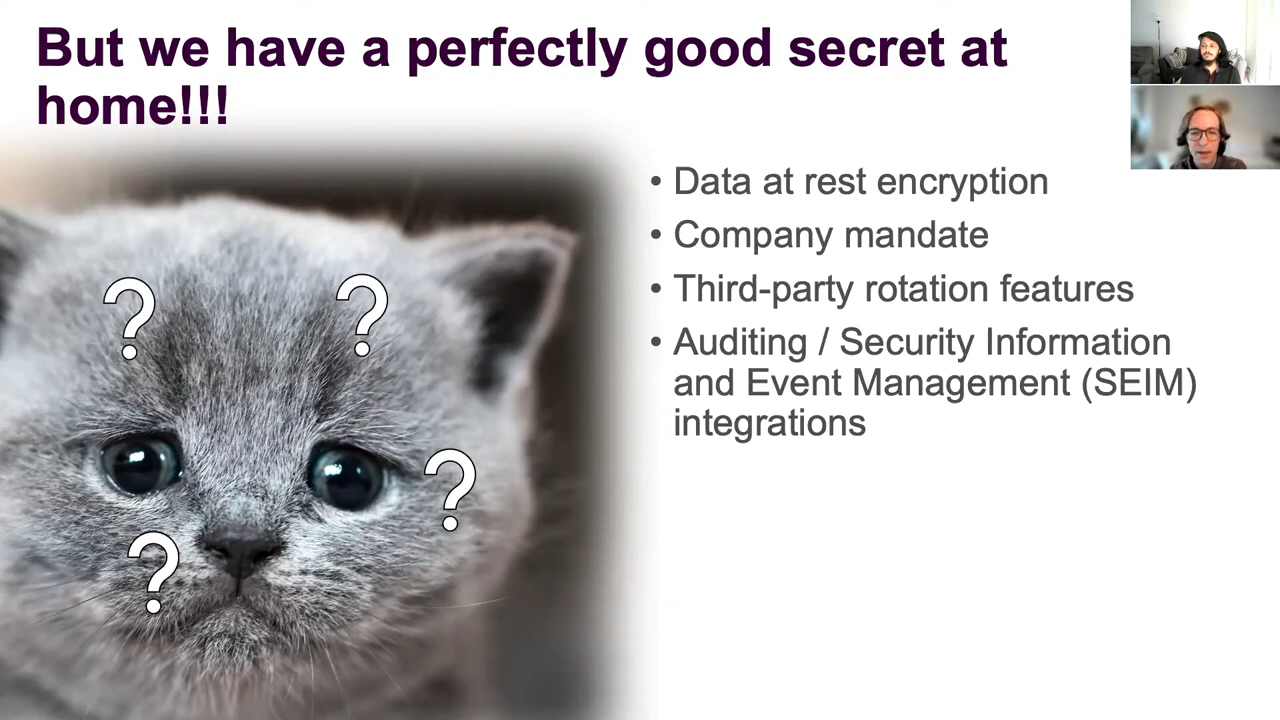 But we have a perfectly good secret at
home!!!
• Data at rest encryption
• Company mandate
• Third-party rotation features
• Auditing / Security Information
and Event Management (SEIM)
integrations
?
?
?
?